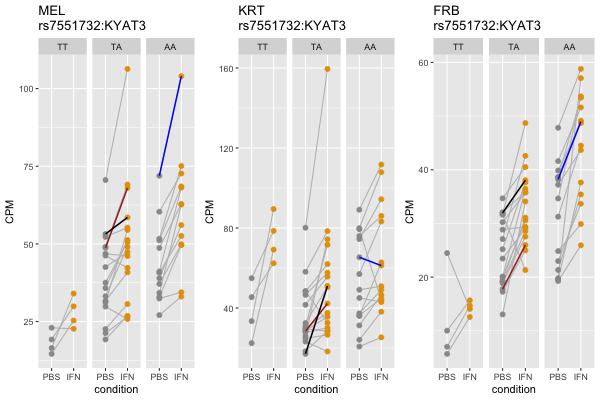 MEL
rs7551732:KYAT3
TT TA AA
100
75
50
25
CPM
PBS IFN PBS IFN PBS IFN
condition
KRT
rs7551732:KYAT3
TT TA AA
160
120
80
40
CPM
PBS IFN PBS IFN PBS IFN
condition
FRB
rs7551732:KYAT3
TT TA AA
60
40
20
CPM
PBS IFN PBS IFN PBS IFN
condition